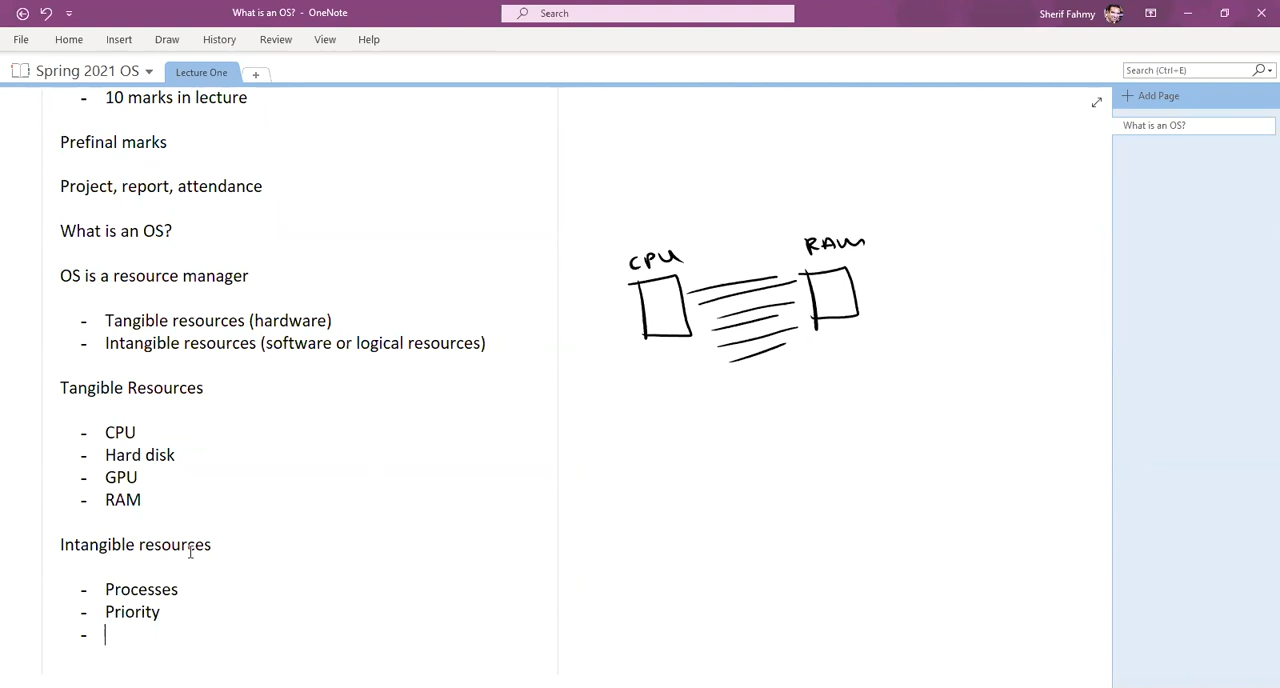 What is an OS? - OneNote
Search
Sherif Fahmy
File Home Insert Draw History Review View Help
Spring 2021 OS
Lecture One
+
Search (Ctrl+E)
Add Page
What is an OS?
- 10 marks in lecture
Prefinal marks
Project, report, attendance
What is an OS?
OS is a resource manager
- Tangible resources (hardware)
- Intangible resources (software or logical resources)
Tangible Resources
- CPU
- Hard disk
- GPU
- RAM
Intangible resources
- Processes
- Priority
-
CPU
RAM